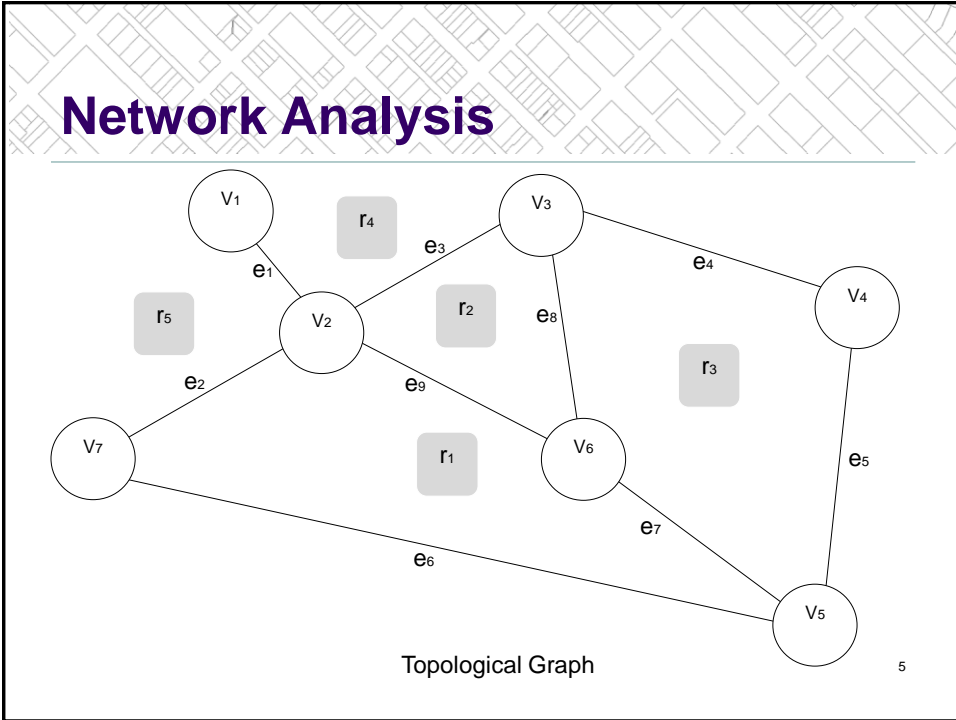 Network Analysis
V1
r4
V3
e3
e1
e4
r5
V2
r2
e8
V4
r3
e2
e9
V7
r1
V6
e5
e7
e6
V5
Topological Graph
5